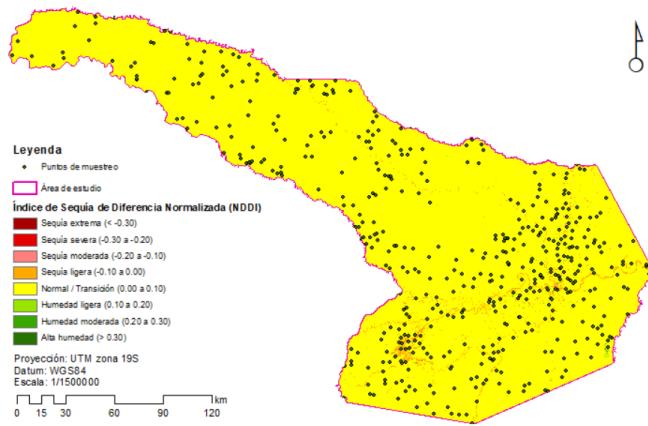 Leyenda
Puntos de muestreo
Área de estudio
Índice de Sequía de Diferencia Normalizada (NDDI)
Sequía extrema (< -0.30)
Sequía severa (-0.30 a -0.20)
Sequía moderada (-0.20 a -0.10)
Sequía ligera (-0.10 a 0.00)
Normal / Transición (0.00 a 0.10)
Humedad ligera (0.10 a 0.20)
Humedad moderada (0.20 a 0.30)
Alta humedad (> 0.30)
Proyección: UTM zona 19S
Datum: WGS84
Escala: 1/1500000
km
0 15 30 60 90 120